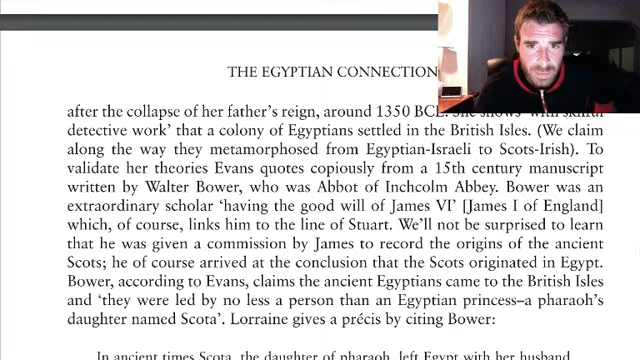 THE EGYPTIAN CONNECTION
after the collapse of her father's reign, around 1350 BCE. She shows 'with skilful
detective work' that a colony of Egyptians settled in the British Isles. (We claim
along the way they metamorphosed from Egyptian-Israeli to Scots-Irish). To
validate her theories Evans quotes copiously from a 15th century manuscript
written by Walter Bower, who was Abbot of Inchcolm Abbey. Bower was an
extraordinary scholar 'having the good will of James VI' [James I of England]
which, of course, links him to the line of Stuart. We'll not be surprised to learn
that he was given a commission by James to record the origins of the ancient
Scots; he of course arrived at the conclusion that the Scots originated in Egypt.
Bower, according to Evans, claims the ancient Egyptians came to the British Isles
and 'they were led by no less a person than an Egyptian princess–a pharaoh's
daughter named Scota'. Lorraine gives a précis by citing Bower:
In ancient times Scota, the daughter of pharaoh, left Egypt with her husband